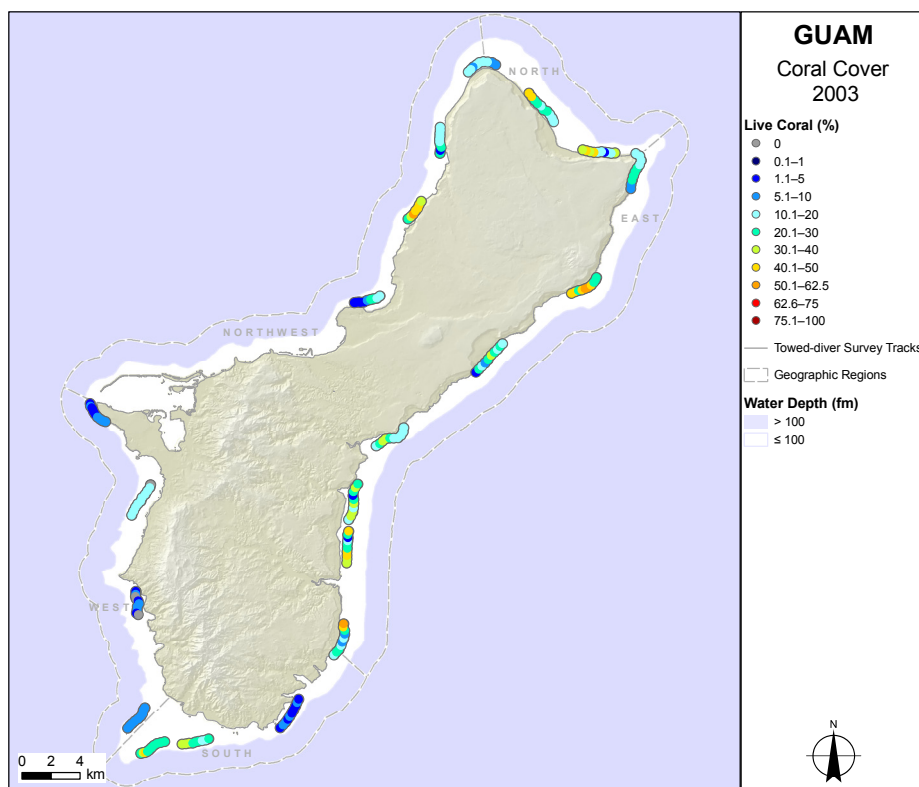 GUAM
Coral Cover
2003
Live Coral (%)
0
0.1–1
1.1–5
5.1–10
10.1–20
20.1–30
30.1–40
40.1–50
50.1–62.5
62.6–75
75.1–100
Towed-diver Survey Tracks
Geographic Regions
Water Depth (fm)
> 100
≤ 100
N
NORTH
EAST
NORTHWEST
WEST
SOUTH
0 2 4
km